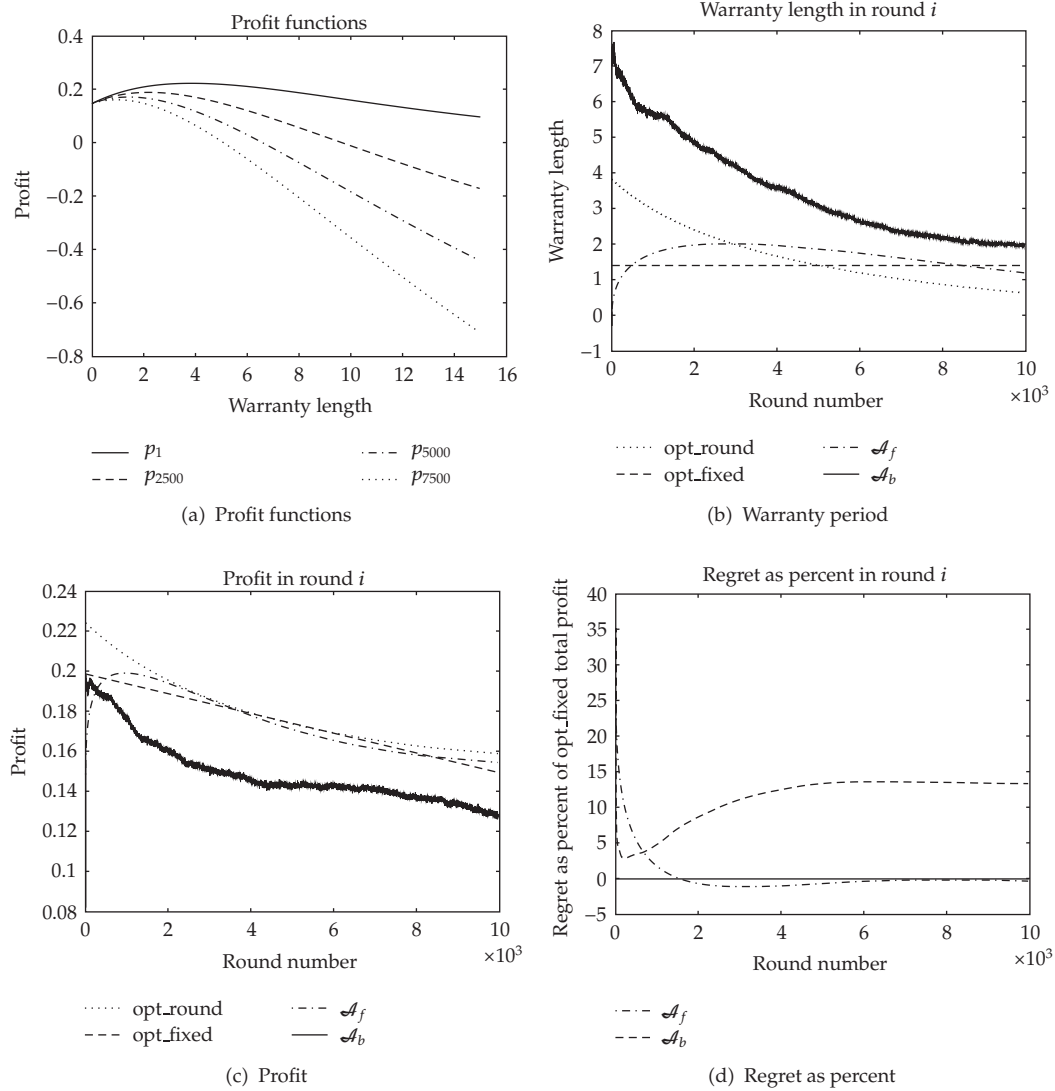 Profit functions
0.4
0.2
0
−0.2
−0.4
−0.6
−0.8
Profit
0 2 4 6 8 10 12 14 16
Warranty length
p1
p2500
p5000
p7500
(a) Profit functions
Warranty length in round i
8
7
6
5
4
3
2
1
0
−1
Warranty length
0 2 4 6 8 10
×10³
Round number
opt_round
opt_fixed
𝒜f
𝒜b
(b) Warranty period
Profit in round i
0.24
0.22
0.2
0.18
0.16
0.14
0.12
0.1
0.08
Profit
0 2 4 6 8 10
×10³
Round number
opt_round
opt_fixed
𝒜f
𝒜b
(c) Profit
Regret as percent in round i
40
35
30
25
20
15
10
5
0
−5
Regret as percent of opt_fixed total profit
0 2 4 6 8 10
×10³
Round number
𝒜f
𝒜b
(d) Regret as percent